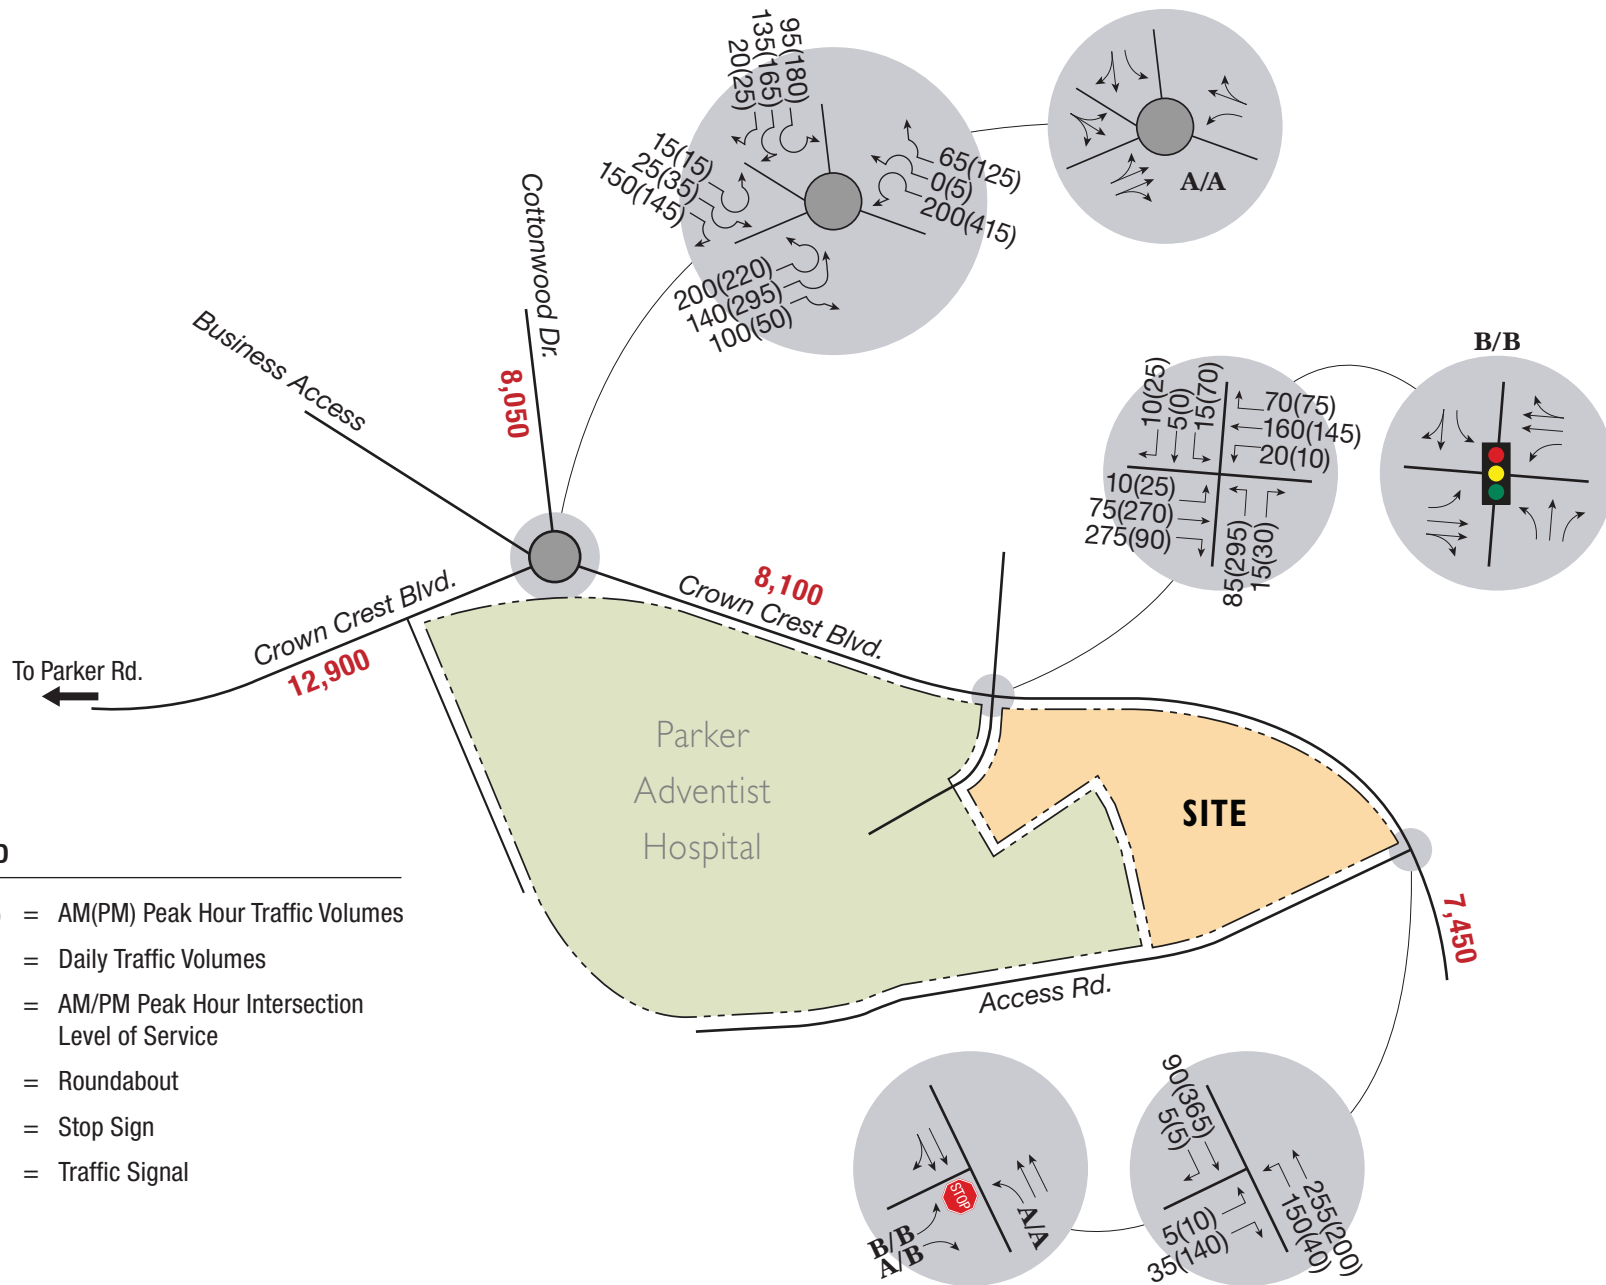 95(180)
135(165)
20(25)
15(15)
25(35)
150(145)
65(125)
0(5)
200(415)
200(220)
140(295)
100(50)
A/A
Cottonwood Dr.
8,050
Business Access
B/B
10(25)
5(0)
15(70)
70(75)
160(145)
20(10)
10(25)
75(270)
275(90)
85(295)
15(30)
Crown Crest Blvd.
12,900
8,100
Crown Crest Blvd.
To Parker Rd.
Parker
Adventist
Hospital
SITE
7,450
Access Rd.
= AM(PM) Peak Hour Traffic Volumes
= Daily Traffic Volumes
= AM/PM Peak Hour Intersection
Level of Service
= Roundabout
= Stop Sign
= Traffic Signal
STOP
B/B
A/B
A/A
90(365)
5(5)
5(10)
35(140)
255(200)
150(40)